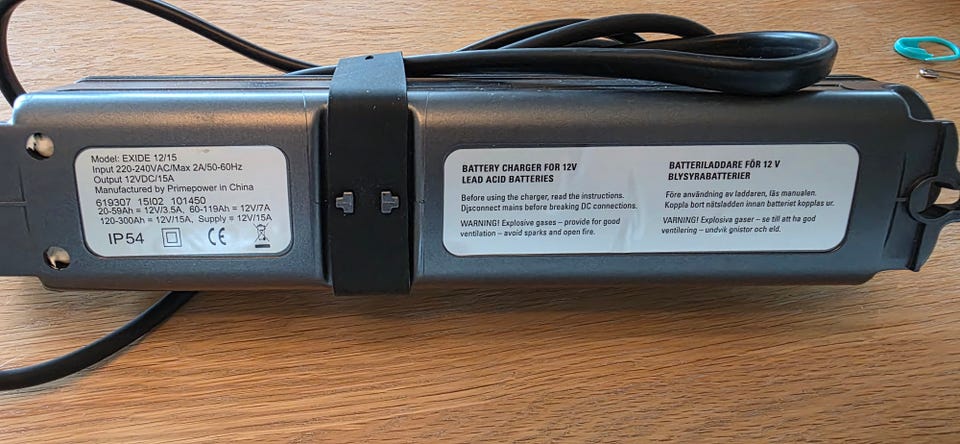 Model: EXIDE 12/15
Input 220-240VAC/Max 2A/50-60Hz
Output 12VDC/15A
Manufactured by Primepower in China
619307 15I02 101450
20-59Ah = 12V/3.5A, 60-119Ah = 12V/7A
120-300Ah = 12V/15A, Supply = 12V/15A
IP54 CE
BATTERY CHARGER FOR 12V
LEAD ACID BATTERIES
Before using the charger, read the instructions.
Djsconnect mains before breaking DC connections.
WARNING! Explosive gases – provide for good
ventilation – avoid sparks and open fire.
BATTERILADDARE FÖR 12 V
BLYSYRABATTERIER
Före användning av laddaren, läs manualen.
Koppla bort nätsladden innan batteriet kopplas ur.
WARNING! Explosiva gaser – se till att ha god
ventilering – undvik gnistor och eld.